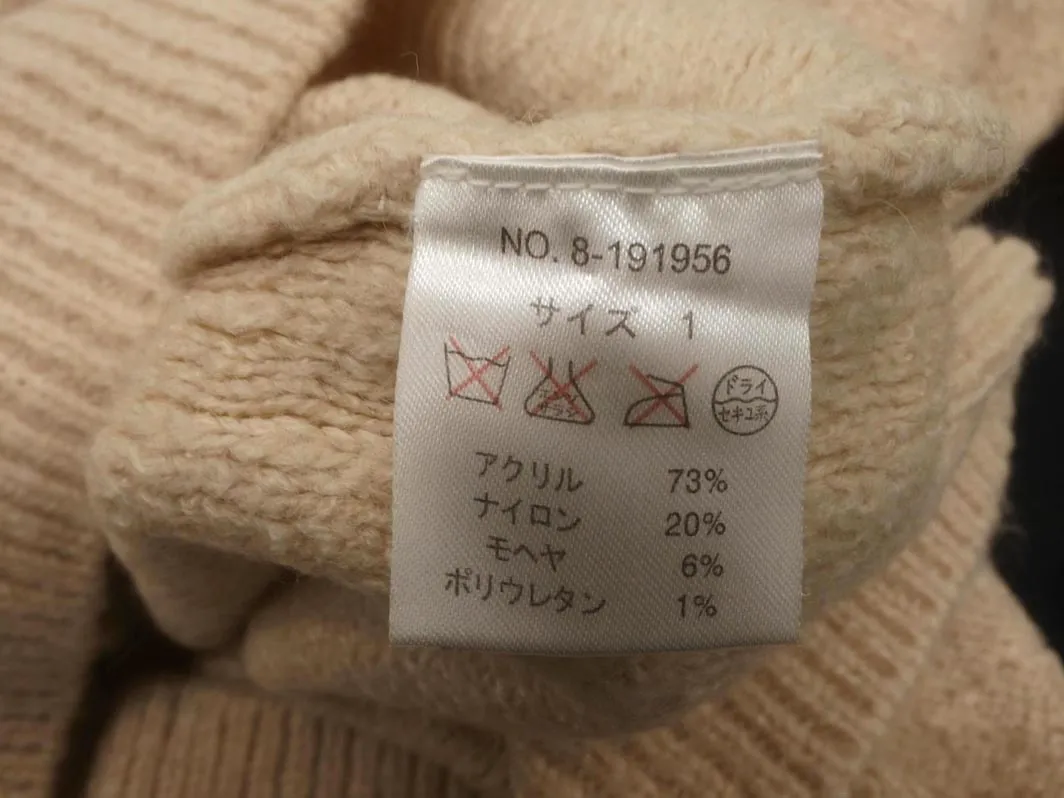 NO. 8-191956
サイズ 1
ドライ
セキユ系
アクリル 73%
ナイロン 20%
モヘヤ 6%
ポリウレタン 1%